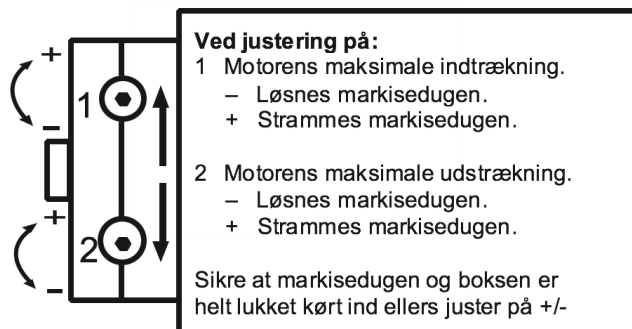 Ved justering på:
1 Motorens maksimale indtrækning.
– Løsnes markisedugen.
+ Strammes markisedugen.
2 Motorens maksimale udstrækning.
– Løsnes markisedugen.
+ Strammes markisedugen.
Sikre at markisedugen og boksen er
helt lukket kørt ind ellers juster på +/-
+
1
–
+
2
–